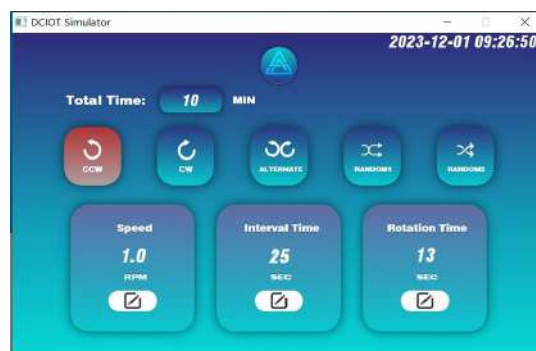 DCIOT Simulator
2023-12-01 09:26:50
Total Time: 10 MIN
CCW CW ALTERNATE RANDOM1 RANDOM2
Speed Interval Time Rotation Time
1.0 25 13
RPM SEC SEC